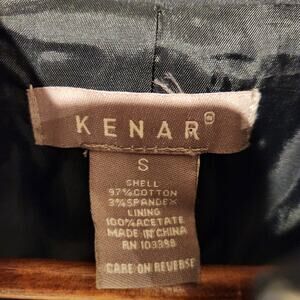 KENAR®
S
SHELL
97% COTTON
3% SPANDEX
LINING
100% ACETATE
MADE IN CHINA
RN 103398
CARE ON REVERSE